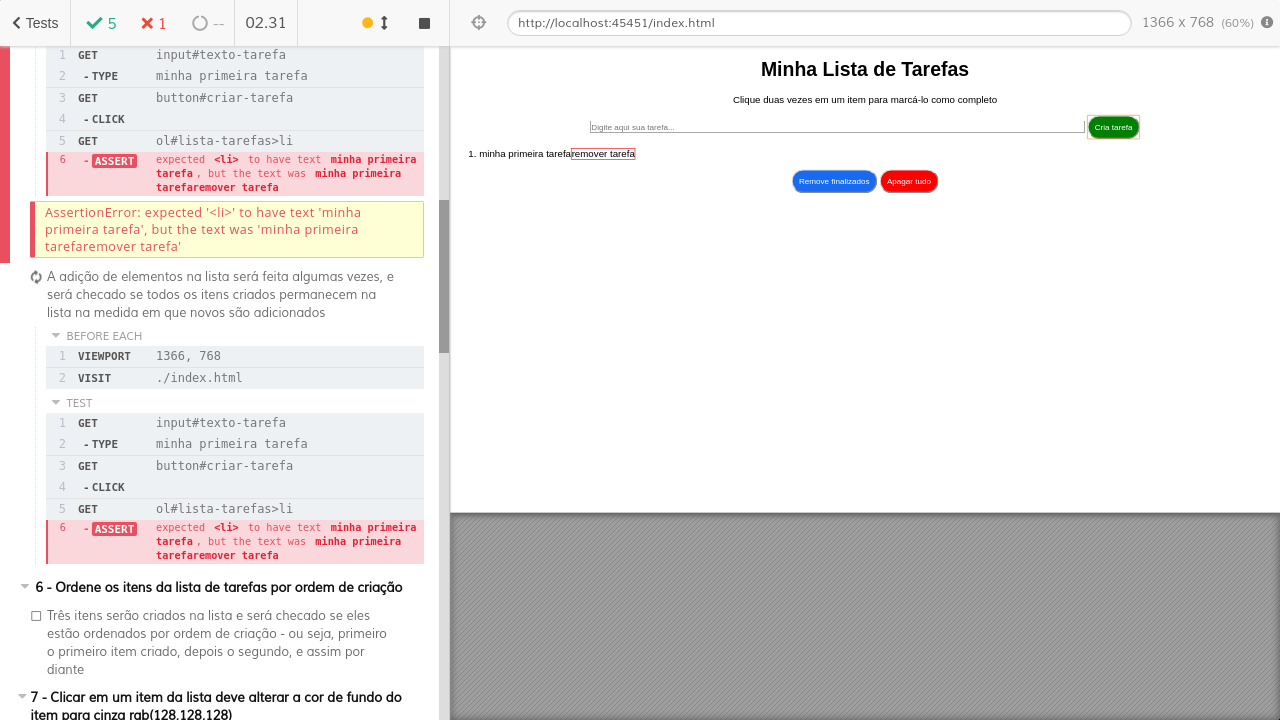 Tests 5 1 -- 02.31
http://localhost:45451/index.html 1366 x 768 (60%)
1 GET input#texto-tarefa
2 - TYPE minha primeira tarefa
3 GET button#criar-tarefa
4 - CLICK
5 GET ol#lista-tarefas>li
6 - ASSERT expected <li> to have text minha primeira
tarefa , but the text was minha primeira
tarefaremover tarefa
AssertionError: expected '<li>' to have text 'minha
primeira tarefa', but the text was 'minha primeira
tarefaremover tarefa'
A adição de elementos na lista será feita algumas vezes, e
será checado se todos os itens criados permanecem na
lista na medida em que novos são adicionados
BEFORE EACH
1 VIEWPORT 1366, 768
2 VISIT ./index.html
TEST
1 GET input#texto-tarefa
2 - TYPE minha primeira tarefa
3 GET button#criar-tarefa
4 - CLICK
5 GET ol#lista-tarefas>li
6 - ASSERT expected <li> to have text minha primeira
tarefa , but the text was minha primeira
tarefaremover tarefa
6 - Ordene os itens da lista de tarefas por ordem de criação
Três itens serão criados na lista e será checado se eles
estão ordenados por ordem de criação - ou seja, primeiro
o primeiro item criado, depois o segundo, e assim por
diante
7 - Clicar em um item da lista deve alterar a cor de fundo do
item para cinza rgb(128,128,128)
Minha Lista de Tarefas
Clique duas vezes em um item para marcá-lo como completo
Digite aqui sua tarefa... Cria tarefa
1. minha primeira tarefaremover tarefa
Remove finalizados Apagar tudo